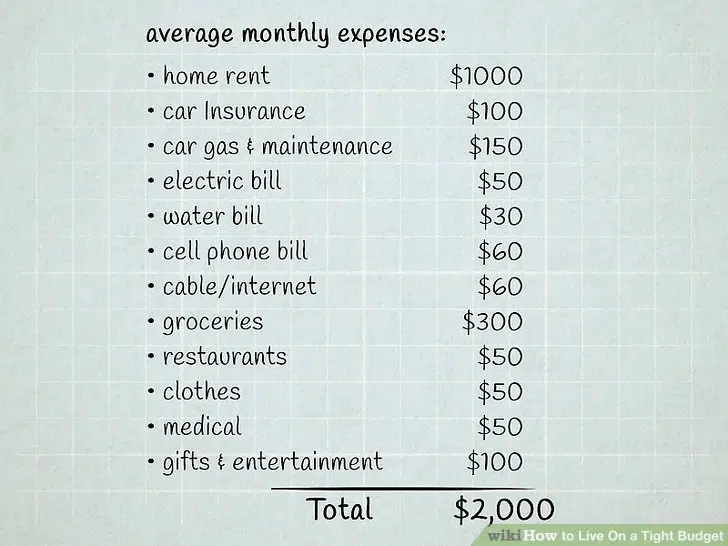 average monthly expenses:
• home rent $1000
• car Insurance $100
• car gas & maintenance $150
• electric bill $50
• water bill $30
• cell phone bill $60
• cable/internet $60
• groceries $300
• restaurants $50
• clothes $50
• medical $50
• gifts & entertainment $100
Total $2,000
wikiHow to Live On a Tight Budget